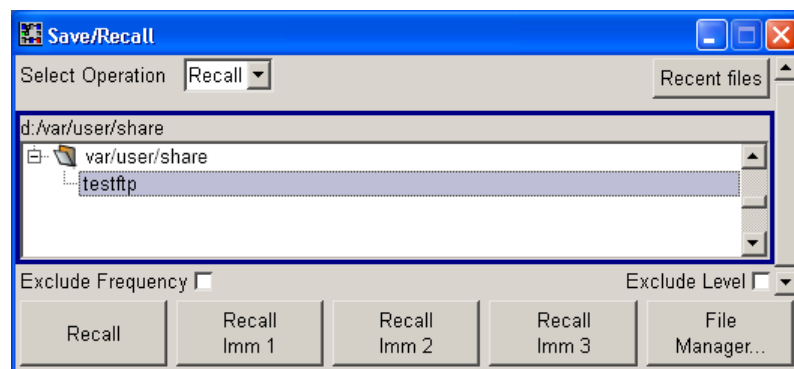 Save/Recall
Select Operation Recall Recent files
d:/var/user/share
var/user/share
testftp
Exclude Frequency Exclude Level
Recall Recall Imm 1 Recall Imm 2 Recall Imm 3 File Manager...